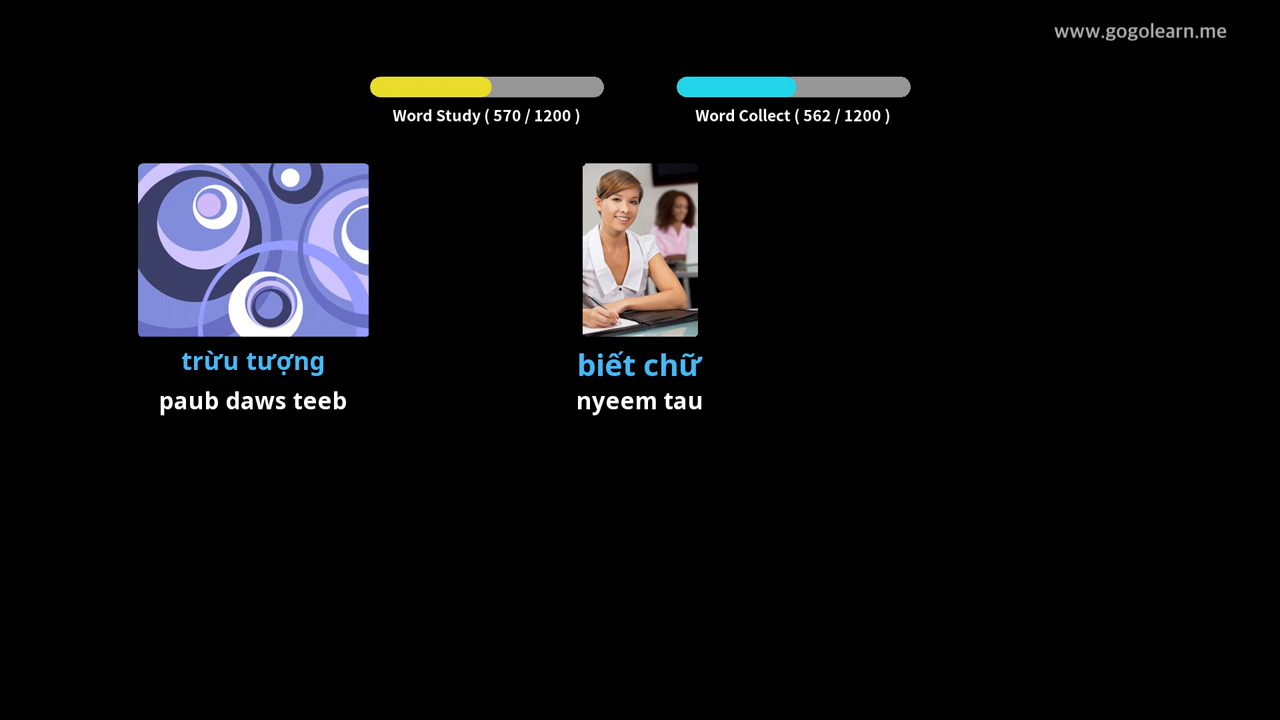 www.gogolearn.me
Word Study ( 570 / 1200 )
Word Collect ( 562 / 1200 )
trừu tượng
paub daws teeb
biết chữ
nyeem tau